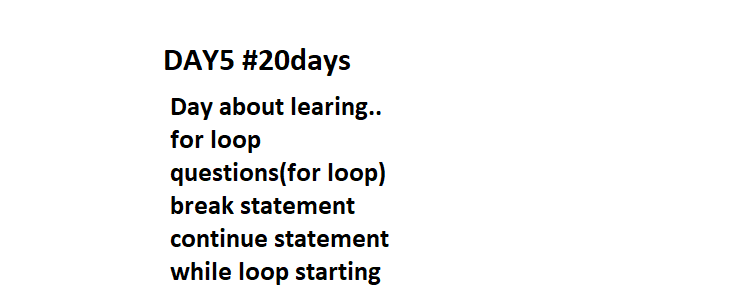 DAY5 #20days
Day about learing..
for loop
questions(for loop)
break statement
continue statement
while loop starting